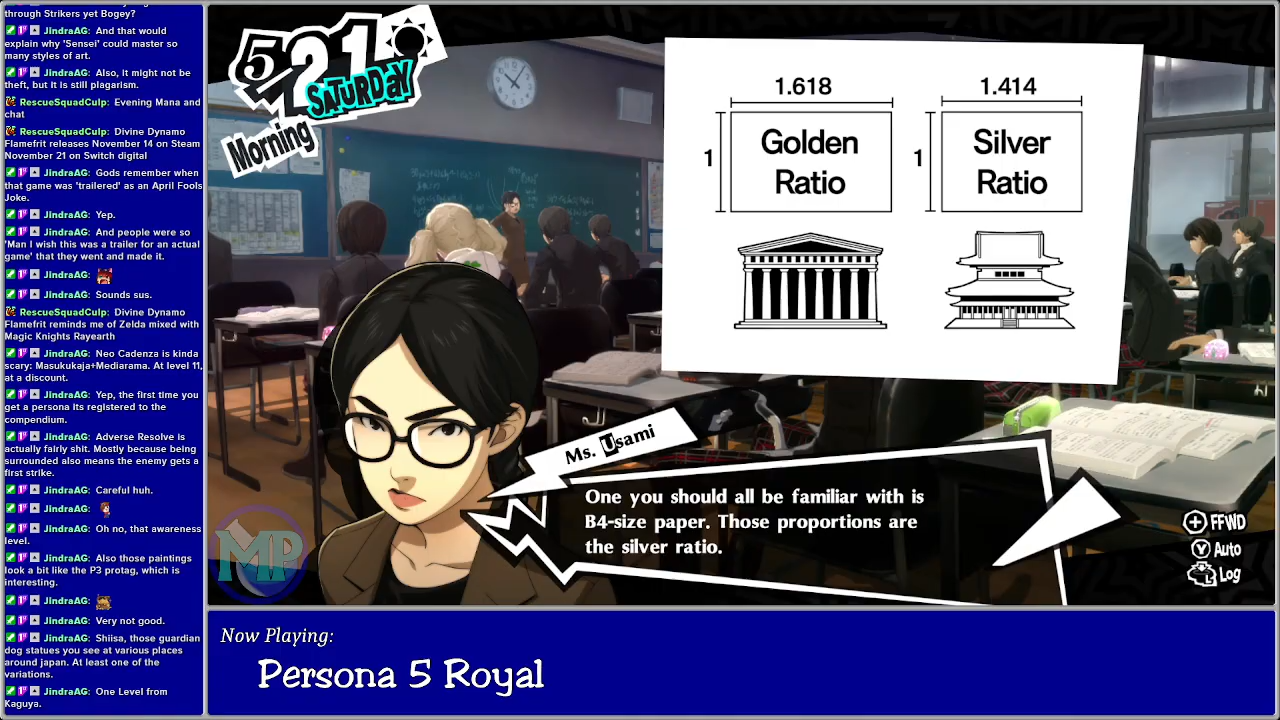 through Strikers yet Bogey?
JindraAG: And that would
explain why 'Sensei' could master so
many styles of art.
JindraAG: Also, It might not be
theft, but it is still plagarism.
RescueSquadCulp: Evening Mana and
chat
RescueSquadCulp: Divine Dynamo
Flamefrit releases November 14 on Steam
November 21 on Switch digital
JindraAG: Gods remember when
that game was 'trailered' as an April Fools
Joke.
JindraAG: Yep.
JindraAG: And people were so
'Man I wish this was a trailer for an actual
game' that they went and made it.
JindraAG:
JindraAG: Sounds sus.
RescueSquadCulp: Divine Dynamo
Flamefrit reminds me of Zelda mixed with
Magic Knights Rayearth
JindraAG: Neo Cadenza is kinda
scary: Masukukaja+Mediarama. At level 11,
at a discount.
JindraAG: Yep, the first time you
get a persona its registered to the
compendium.
JindraAG: Adverse Resolve is
actually fairly shit. Mostly because being
surrounded also means the enemy gets a
first strike.
JindraAG: Careful huh.
JindraAG:
JindraAG: Oh no, that awareness
level.
JindraAG: Also those paintings
look a bit like the P3 protag, which is
interesting.
JindraAG:
JindraAG: Very not good.
JindraAG: Shiisa, those guardian
dog statues you see at various places
around japan. At least one of the
variations.
JindraAG: One Level from
Kaguya.
5 21
SATURDAY
Morning
1.618
1
Golden
Ratio
1.414
1
Silver
Ratio
Ms. Usami
One you should all be familiar with is
B4-size paper. Those proportions are
the silver ratio.
+ FFWD
Y Auto
L Log
MP
Now Playing:
Persona 5 Royal